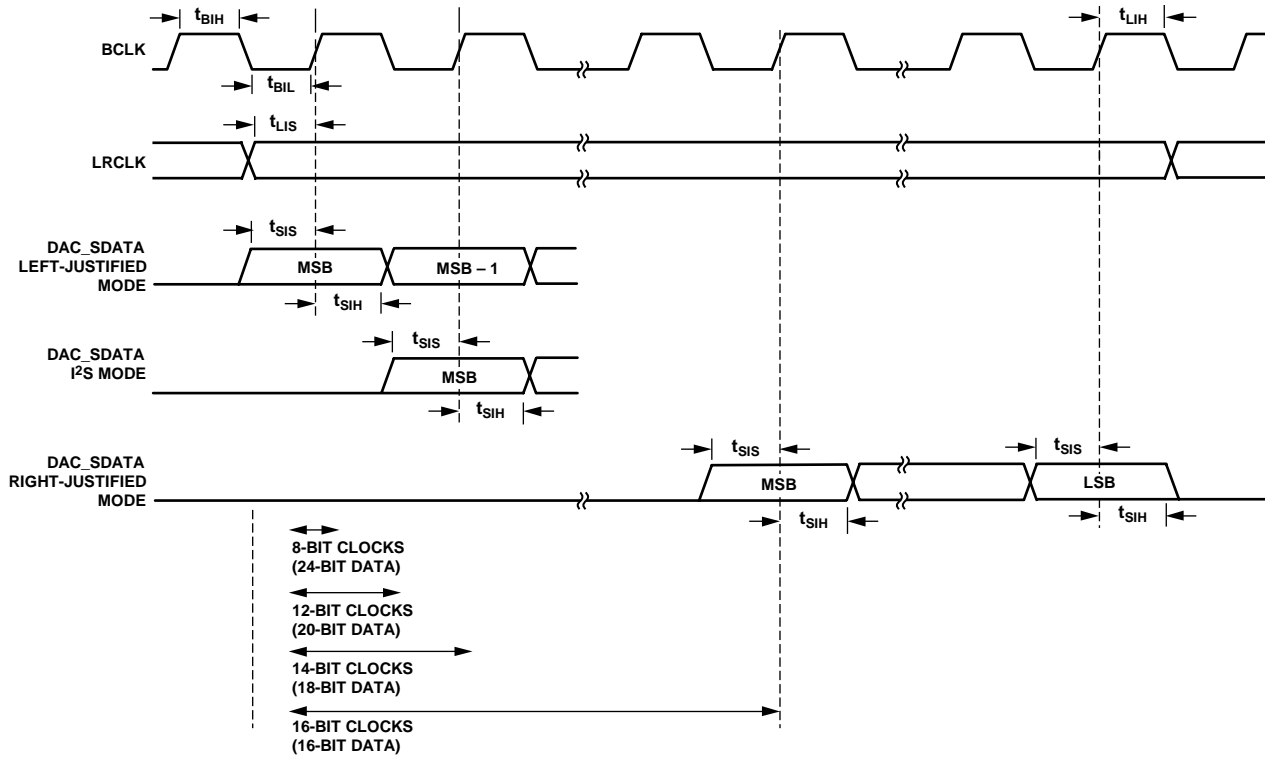 tBIH
tLIH
BCLK
tBIL
tLIS
LRCLK
tSIS
DAC_SDATA
LEFT-JUSTIFIED
MODE
MSB
MSB – 1
tSIH
tSIS
DAC_SDATA
I2S MODE
MSB
tSIH
tSIS
tSIS
DAC_SDATA
RIGHT-JUSTIFIED
MODE
MSB
LSB
tSIH
tSIH
8-BIT CLOCKS
(24-BIT DATA)
12-BIT CLOCKS
(20-BIT DATA)
14-BIT CLOCKS
(18-BIT DATA)
16-BIT CLOCKS
(16-BIT DATA)